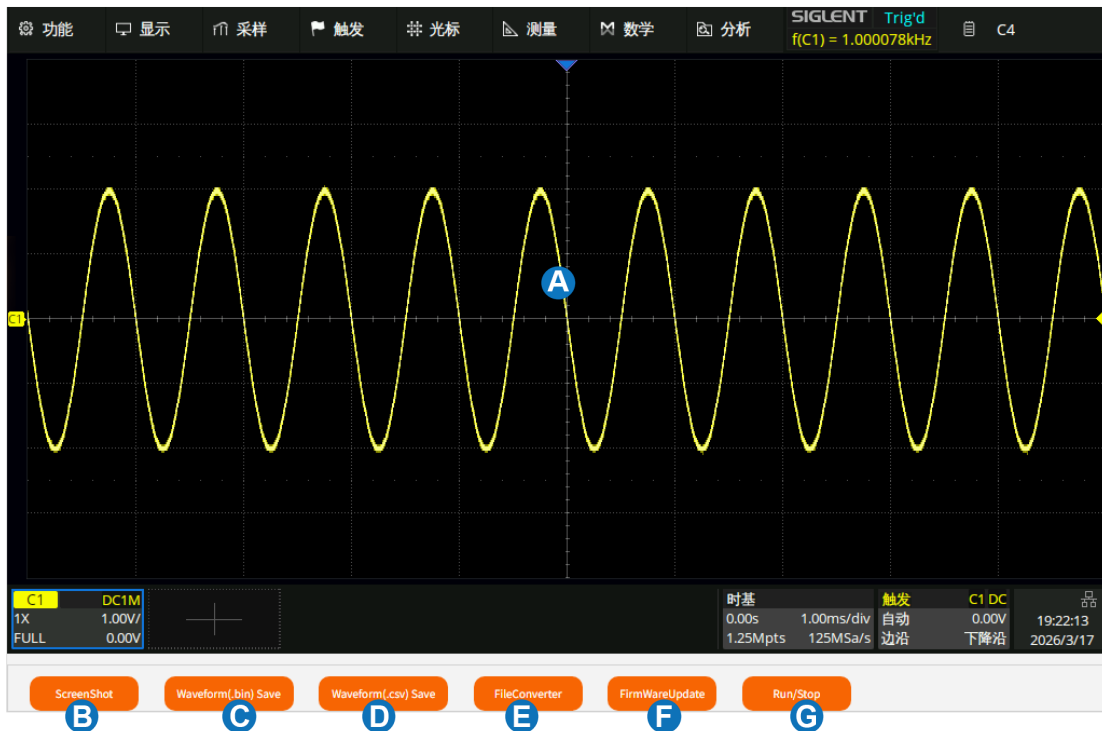 功能 显示 采样 触发 光标 测量 数学 分析 SIGLENT Trig'd C4
f(C1) = 1.000078kHz
A
C1
C1 DC1M 时基 触发 C1 DC
1X 1.00V/ 0.00s 1.00ms/div 自动 0.00V 19:22:13
FULL 0.00V 1.25Mpts 125MSa/s 边沿 下降沿 2026/3/17
ScreenShot Waveform(.bin) Save Waveform(.csv) Save FileConverter FirmWareUpdate Run/Stop
B C D E F G